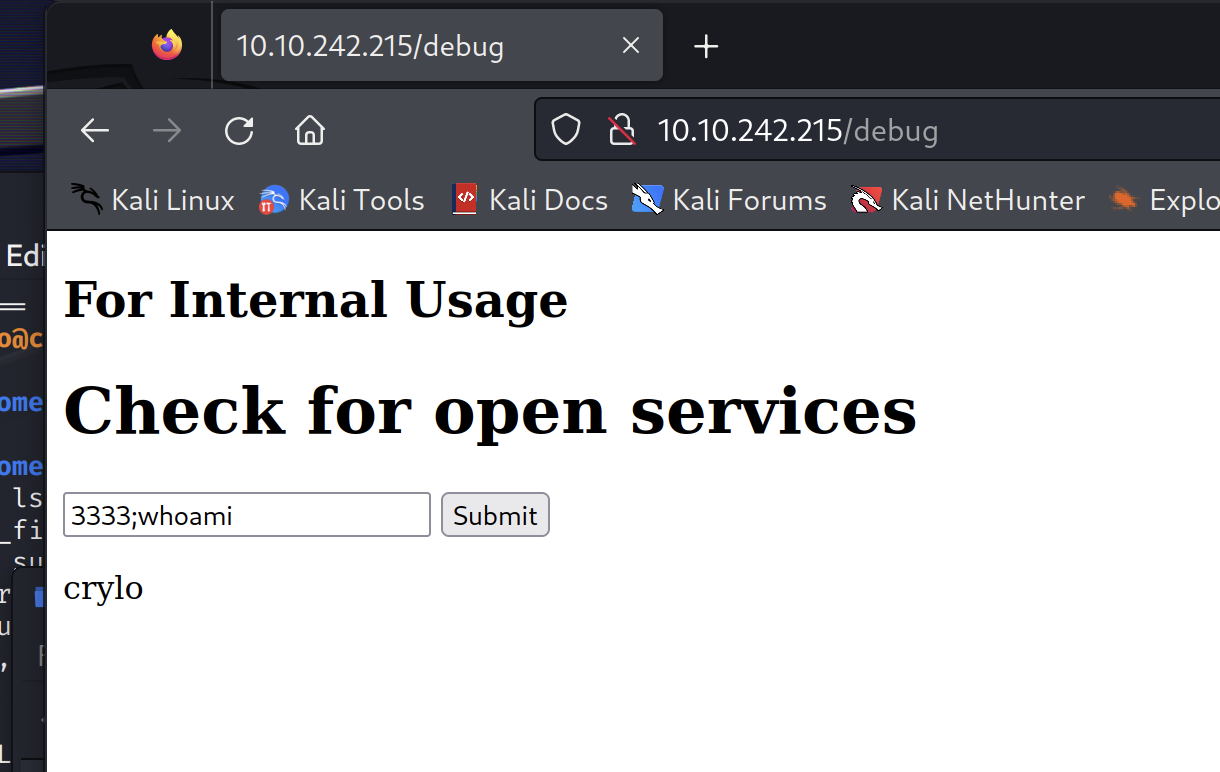 10.10.242.215/debug
10.10.242.215/debug
Kali Linux Kali Tools Kali Docs Kali Forums Kali NetHunter Explo
Edi
For Internal Usage
o@c
Check for open services
ome
ome
ls
3333;whoami Submit
_fi
su
crylo